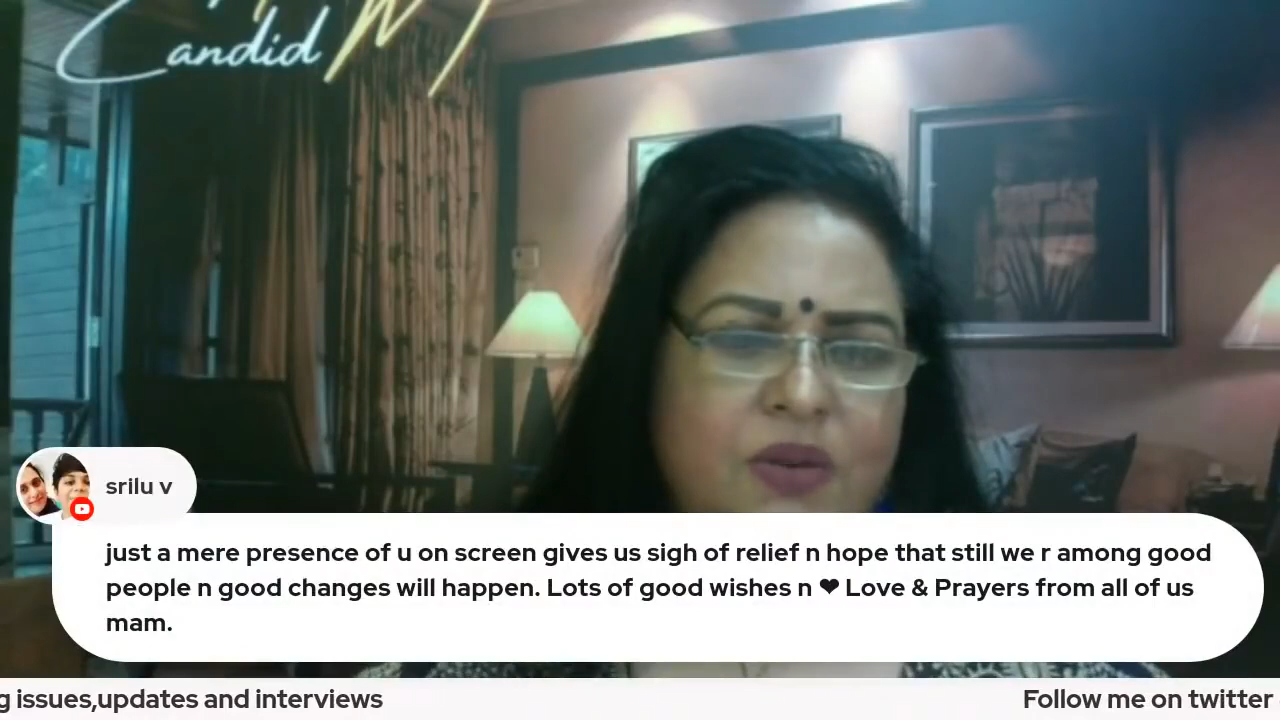 Candid
srilu v
just a mere presence of u on screen gives us sigh of relief n hope that still we r among good
people n good changes will happen. Lots of good wishes n ❤ Love & Prayers from all of us
mam.
issues,updates and interviews
Follow me on twitter